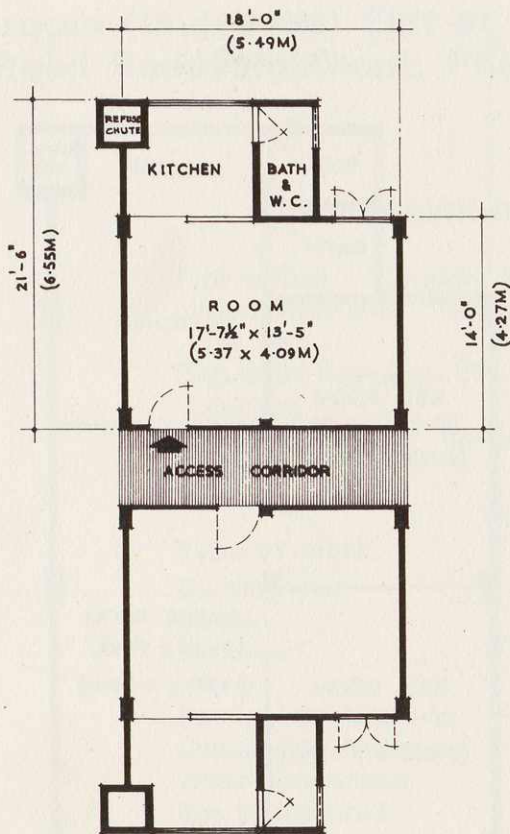 18'-0"
(5·49M)
REFUSE
CHUTE
KITCHEN
BATH
&
W.C.
21'-6"
(6·55M)
ROOM
17'-7½" x 13'-5"
(5·37 x 4·09M)
14'-0"
(4·27M)
ACCESS CORRIDOR